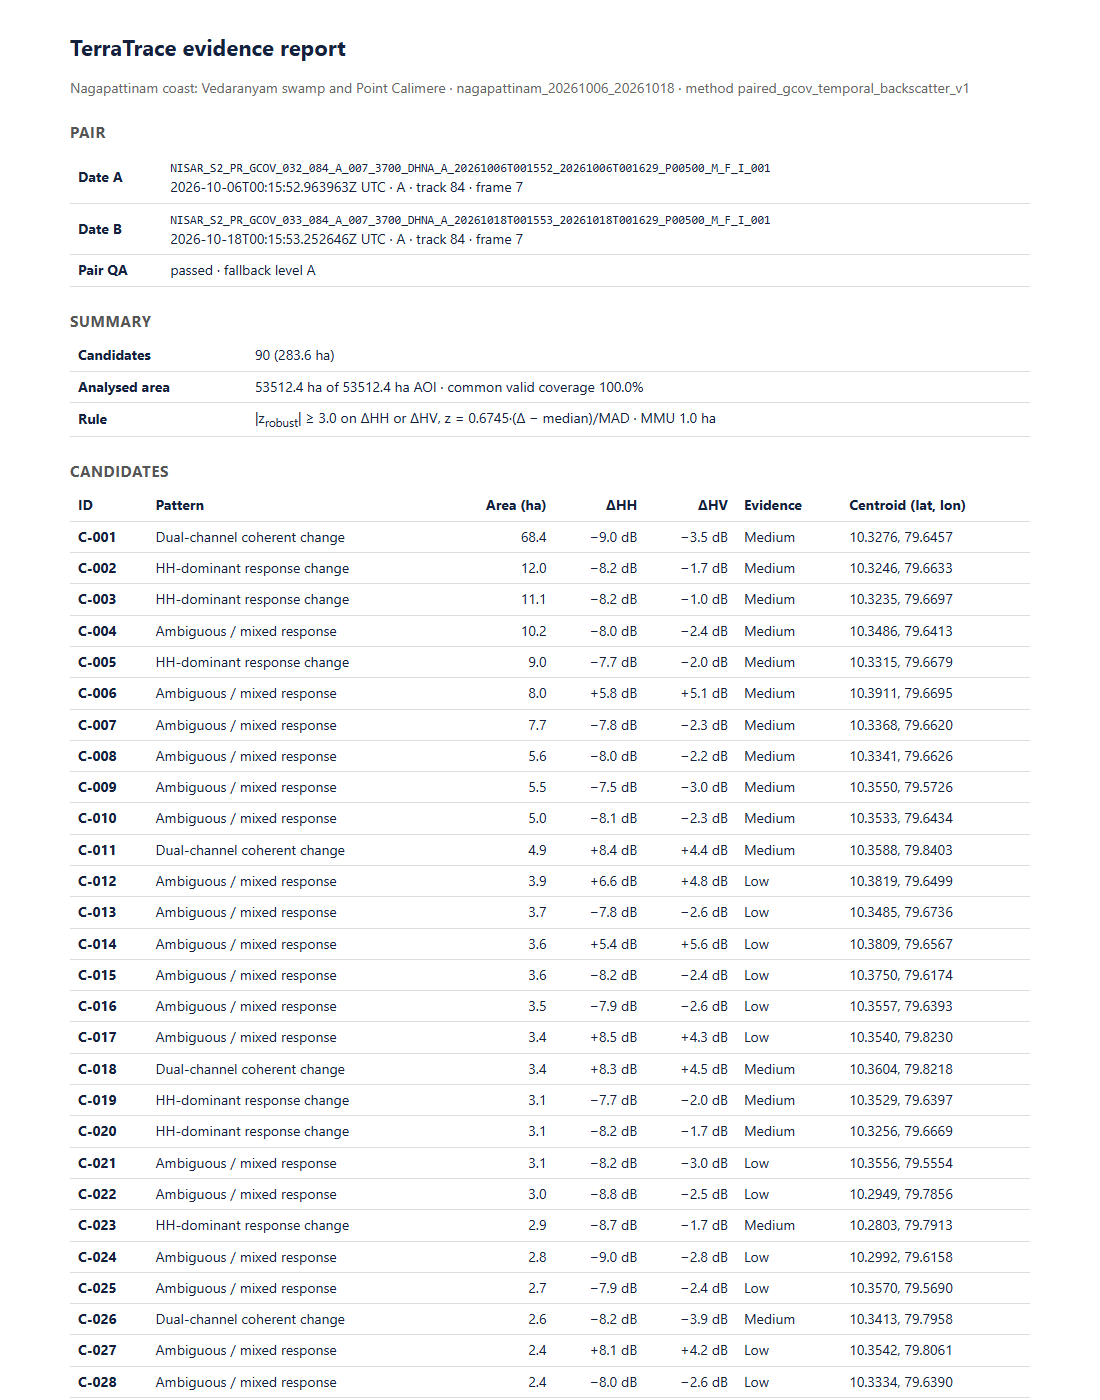 TerraTrace evidence report
Nagapattinam coast: Vedaranyam swamp and Point Calimere · nagapattinam_20261006_20261018 · method paired_gcov_temporal_backscatter_v1
PAIR
Date A NISAR_S2_PR_GCOV_032_084_A_007_3700_DHNA_A_20261006T001552_20261006T001629_P00500_M_F_I_001
2026-10-06T00:15:52.963963Z UTC · A · track 84 · frame 7
Date B NISAR_S2_PR_GCOV_033_084_A_007_3700_DHNA_A_20261018T001553_20261018T001629_P00500_M_F_I_001
2026-10-18T00:15:53.252646Z UTC · A · track 84 · frame 7
Pair QA passed · fallback level A
SUMMARY
Candidates 90 (283.6 ha)
Analysed area 53512.4 ha of 53512.4 ha AOI · common valid coverage 100.0%
Rule |zrobust| ≥ 3.0 on ΔHH or ΔHV, z = 0.6745·(Δ − median)/MAD · MMU 1.0 ha
CANDIDATES
ID Pattern Area (ha) ΔHH ΔHV Evidence Centroid (lat, lon)
C-001 Dual-channel coherent change 68.4 −9.0 dB −3.5 dB Medium 10.3276, 79.6457
C-002 HH-dominant response change 12.0 −8.2 dB −1.7 dB Medium 10.3246, 79.6633
C-003 HH-dominant response change 11.1 −8.2 dB −1.0 dB Medium 10.3235, 79.6697
C-004 Ambiguous / mixed response 10.2 −8.0 dB −2.4 dB Medium 10.3486, 79.6413
C-005 HH-dominant response change 9.0 −7.7 dB −2.0 dB Medium 10.3315, 79.6679
C-006 Ambiguous / mixed response 8.0 +5.8 dB +5.1 dB Medium 10.3911, 79.6695
C-007 Ambiguous / mixed response 7.7 −7.8 dB −2.3 dB Medium 10.3368, 79.6620
C-008 Ambiguous / mixed response 5.6 −8.0 dB −2.2 dB Medium 10.3341, 79.6626
C-009 Ambiguous / mixed response 5.5 −7.5 dB −3.0 dB Medium 10.3550, 79.5726
C-010 Ambiguous / mixed response 5.0 −8.1 dB −2.3 dB Medium 10.3533, 79.6434
C-011 Dual-channel coherent change 4.9 +8.4 dB +4.4 dB Medium 10.3588, 79.8403
C-012 Ambiguous / mixed response 3.9 +6.6 dB +4.8 dB Low 10.3819, 79.6499
C-013 Ambiguous / mixed response 3.7 −7.8 dB −2.6 dB Low 10.3485, 79.6736
C-014 Ambiguous / mixed response 3.6 +5.4 dB +5.6 dB Low 10.3809, 79.6567
C-015 Ambiguous / mixed response 3.6 −8.2 dB −2.4 dB Low 10.3750, 79.6174
C-016 Ambiguous / mixed response 3.5 −7.9 dB −2.6 dB Low 10.3557, 79.6393
C-017 Ambiguous / mixed response 3.4 +8.5 dB +4.3 dB Low 10.3540, 79.8230
C-018 Dual-channel coherent change 3.4 +8.3 dB +4.5 dB Medium 10.3604, 79.8218
C-019 HH-dominant response change 3.1 −7.7 dB −2.0 dB Medium 10.3529, 79.6397
C-020 HH-dominant response change 3.1 −8.2 dB −1.7 dB Medium 10.3256, 79.6669
C-021 Ambiguous / mixed response 3.1 −8.2 dB −3.0 dB Low 10.3556, 79.5554
C-022 Ambiguous / mixed response 3.0 −8.8 dB −2.5 dB Low 10.2949, 79.7856
C-023 HH-dominant response change 2.9 −8.7 dB −1.7 dB Medium 10.2803, 79.7913
C-024 Ambiguous / mixed response 2.8 −9.0 dB −2.8 dB Low 10.2992, 79.6158
C-025 Ambiguous / mixed response 2.7 −7.9 dB −2.4 dB Low 10.3570, 79.5690
C-026 Dual-channel coherent change 2.6 −8.2 dB −3.9 dB Medium 10.3413, 79.7958
C-027 Ambiguous / mixed response 2.4 +8.1 dB +4.2 dB Low 10.3542, 79.8061
C-028 Ambiguous / mixed response 2.4 −8.0 dB −2.6 dB Low 10.3334, 79.6390